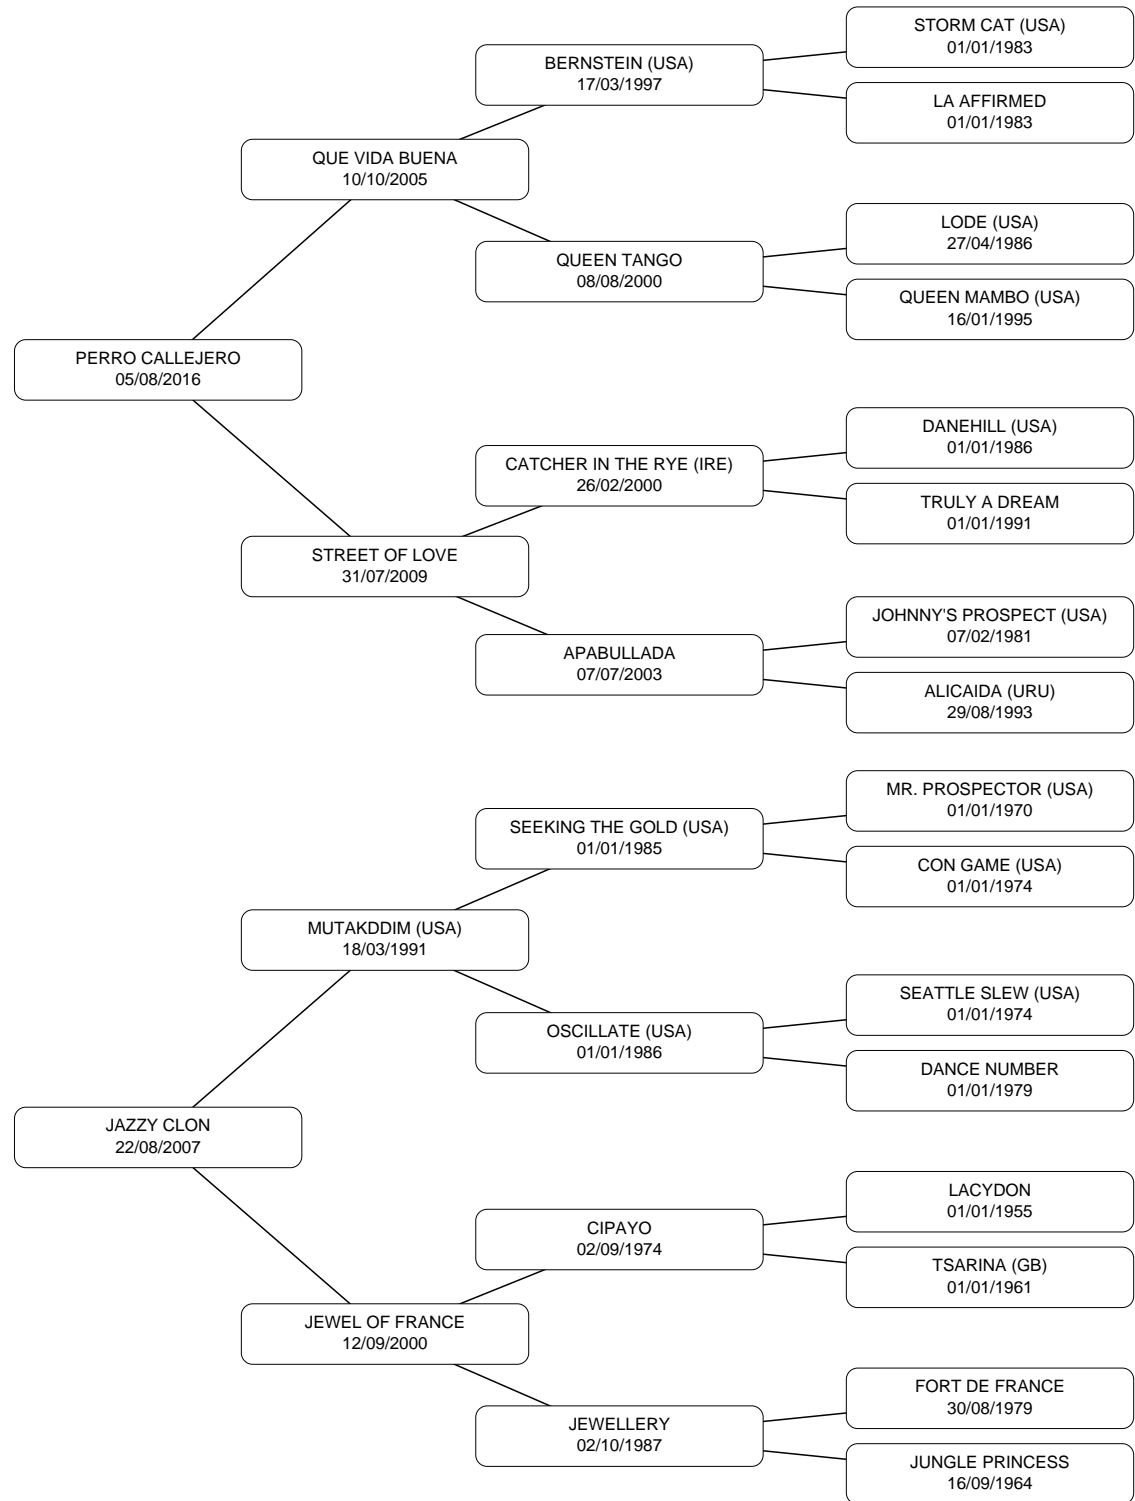 STORM CAT (USA)
01/01/1983
BERNSTEIN (USA)
17/03/1997
LA AFFIRMED
01/01/1983
QUE VIDA BUENA
10/10/2005
LODE (USA)
27/04/1986
QUEEN TANGO
08/08/2000
QUEEN MAMBO (USA)
16/01/1995
PERRO CALLEJERO
05/08/2016
DANEHILL (USA)
01/01/1986
CATCHER IN THE RYE (IRE)
26/02/2000
TRULY A DREAM
01/01/1991
STREET OF LOVE
31/07/2009
JOHNNY'S PROSPECT (USA)
07/02/1981
APABULLADA
07/07/2003
ALICAIDA (URU)
29/08/1993
MR. PROSPECTOR (USA)
01/01/1970
SEEKING THE GOLD (USA)
01/01/1985
CON GAME (USA)
01/01/1974
MUTAKDDIM (USA)
18/03/1991
SEATTLE SLEW (USA)
01/01/1974
OSCILLATE (USA)
01/01/1986
DANCE NUMBER
01/01/1979
JAZZY CLON
22/08/2007
LACYDON
01/01/1955
CIPAYO
02/09/1974
TSARINA (GB)
01/01/1961
JEWEL OF FRANCE
12/09/2000
FORT DE FRANCE
30/08/1979
JEWELLERY
02/10/1987
JUNGLE PRINCESS
16/09/1964